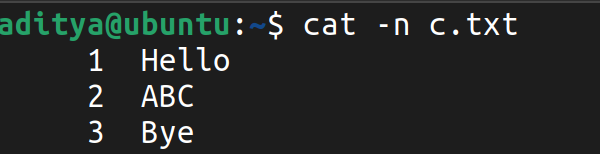 aditya@ubuntu:~$ cat -n c.txt
1 Hello
2 ABC
3 Bye